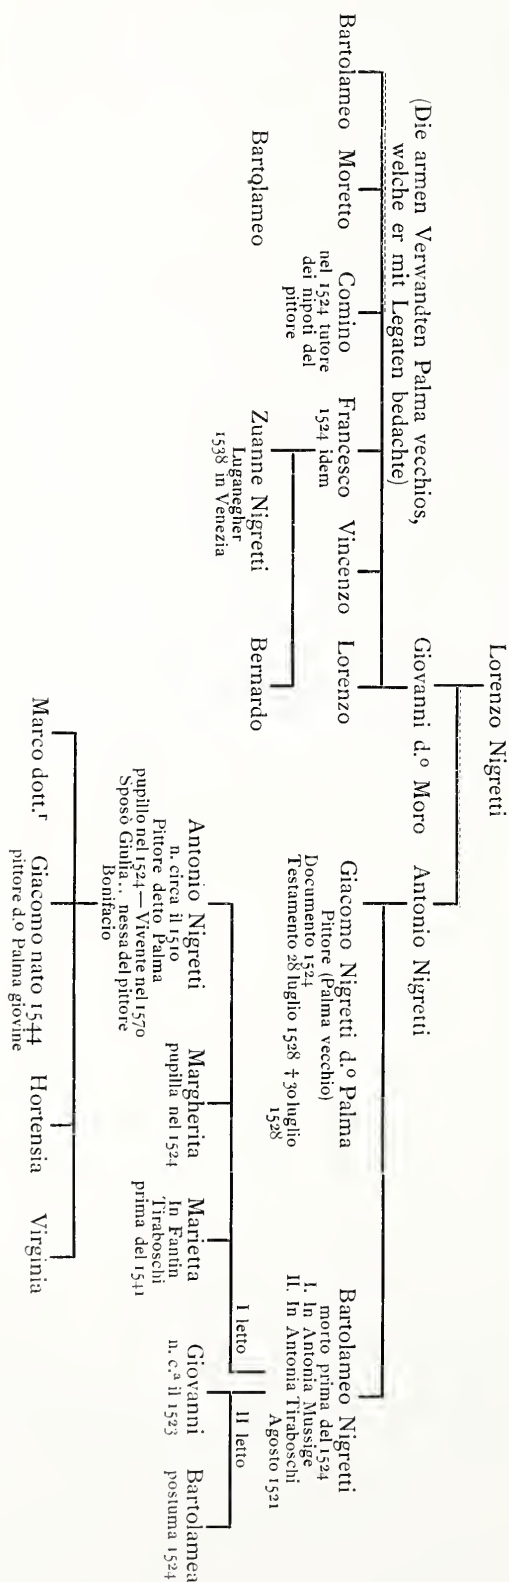 Lorenzo Nigretti
Giovanni d.º Moro
Antonio Nigretti
(Die armen Verwandten Palma vecchios,
welche er mit Legaten bedachte)
Bartolameo
Moretto
Comino
nel 1524 tutore
dei nipoti del
pittore
Francesco
1524 idem
Vincenzo
Lorenzo
Giacomo Nigretti d.º Palma
Pittore (Palma vecchio)
Documento 1524
Testamento 28 luglio 1528 † 30 luglio
1528
Bartolameo Nigretti
morto prima del 1524
I. In Antonia Mussige
II. In Antonia Tiraboschi
Agosto 1521
Bartolameo
Zuanne Nigretti
Luganegher
1538 in Venezia
Bernardo
I letto
II letto
Antonio Nigretti
n. circa il 1510
Pittore detto Palma
pupillo nel 1524 — Vivente nel 1570
Sposò Giulia .. nessa del pittore
Bonifacio
Margherita
pupilla nel 1524
Marietta
In Fantin
Tiraboschi
prima del 1541
Giovanni
n. c.ª il 1523
Bartolamea
postuma 1524
Marco dott.ʳ
Giacomo nato 1544
pittore d.º Palma giovine
Hortensia
Virginia